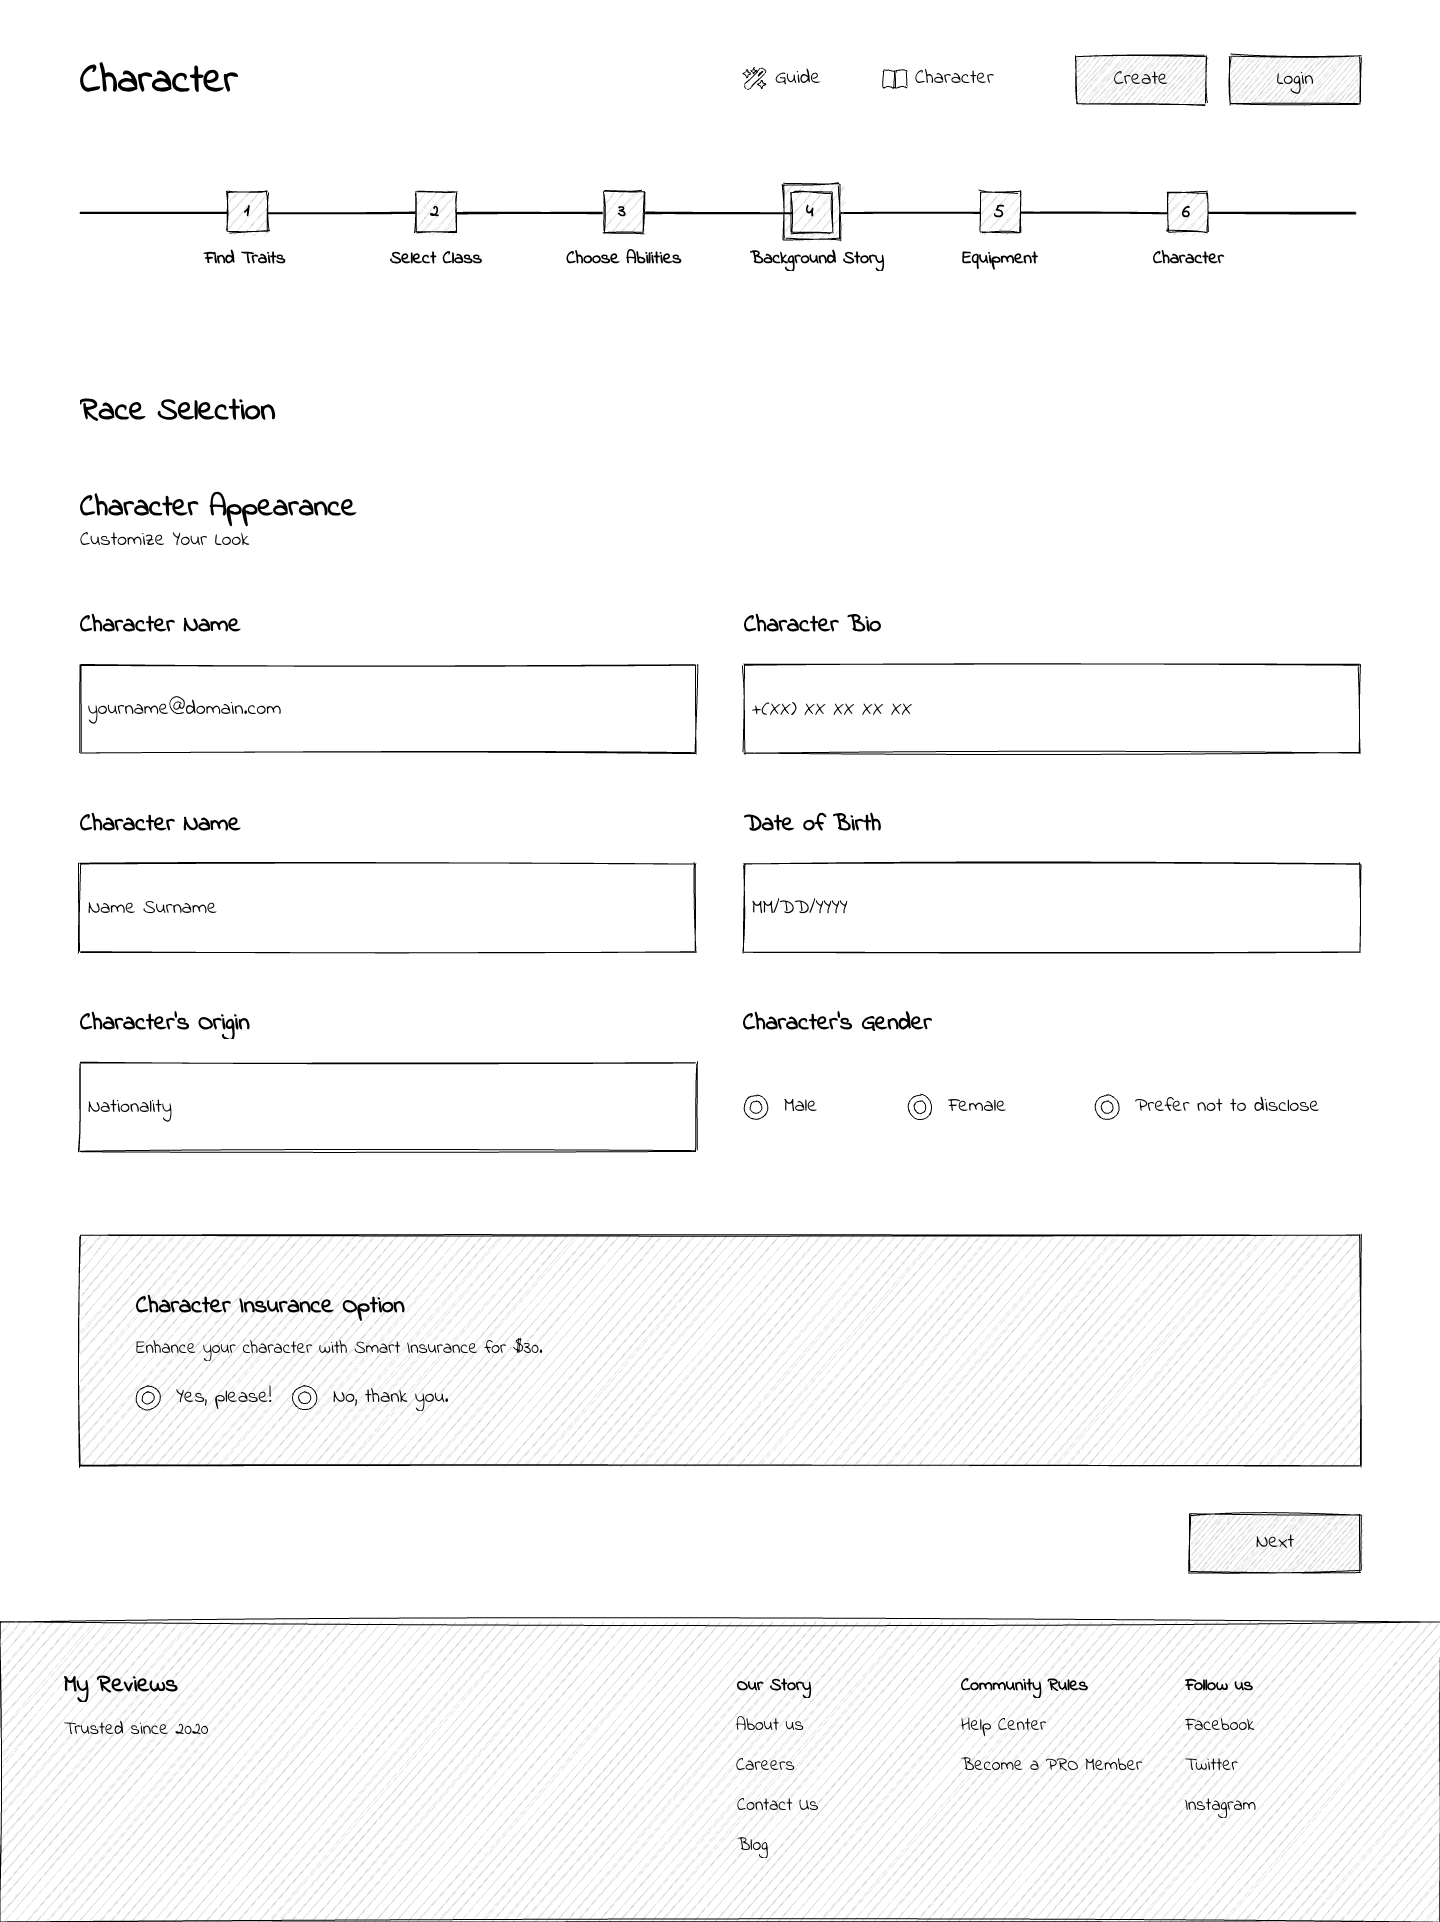 Character
Guide
Character
Create
Login
1
2
3
4
5
6
Find Traits
Select Class
Choose Abilities
Background Story
Equipment
Character
Race Selection
Character Appearance
Customize Your Look
Character Name
Character Bio
yourname@domain.com
+(XX) XX XX XX XX
Character Name
Date of Birth
Name Surname
MM/DD/YYYY
Character's Origin
Character's Gender
Nationality
Male
Female
Prefer not to disclose
Character Insurance Option
Enhance your character with Smart Insurance for $30.
Yes, please!
No, thank you.
Next
My Reviews
Trusted since 2020
Our Story
About us
Careers
Contact Us
Blog
Community Rules
Help Center
Become a PRO Member
Follow us
Facebook
Twitter
Instagram